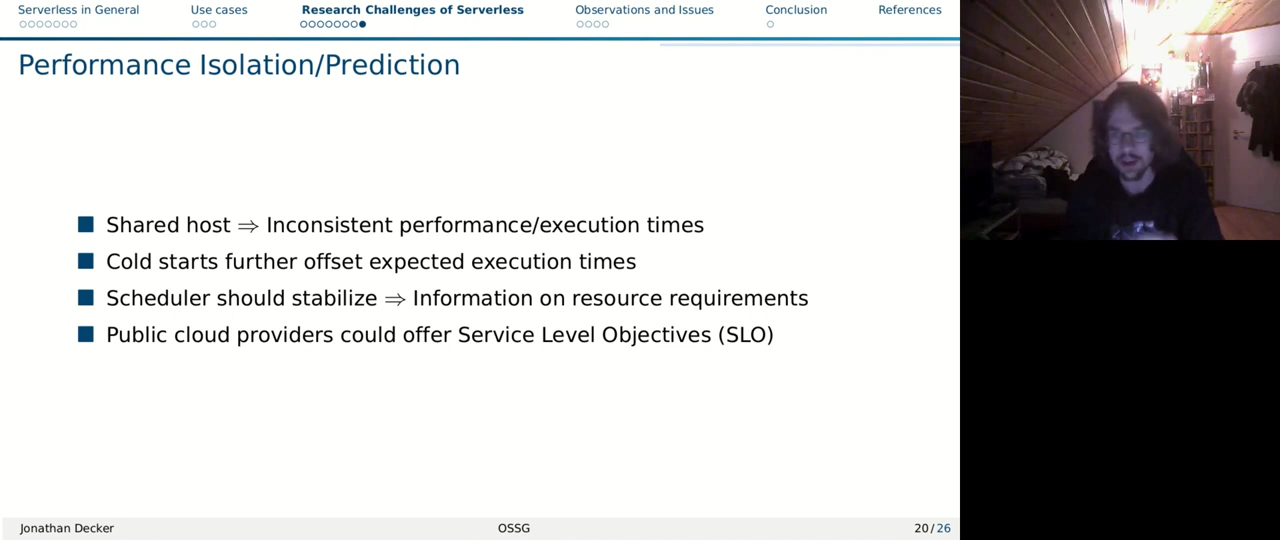 Serverless in General Use cases Research Challenges of Serverless Observations and Issues Conclusion References
Performance Isolation/Prediction
Shared host ⇒ Inconsistent performance/execution times
Cold starts further offset expected execution times
Scheduler should stabilize ⇒ Information on resource requirements
Public cloud providers could offer Service Level Objectives (SLO)
Jonathan Decker OSSG 20/26